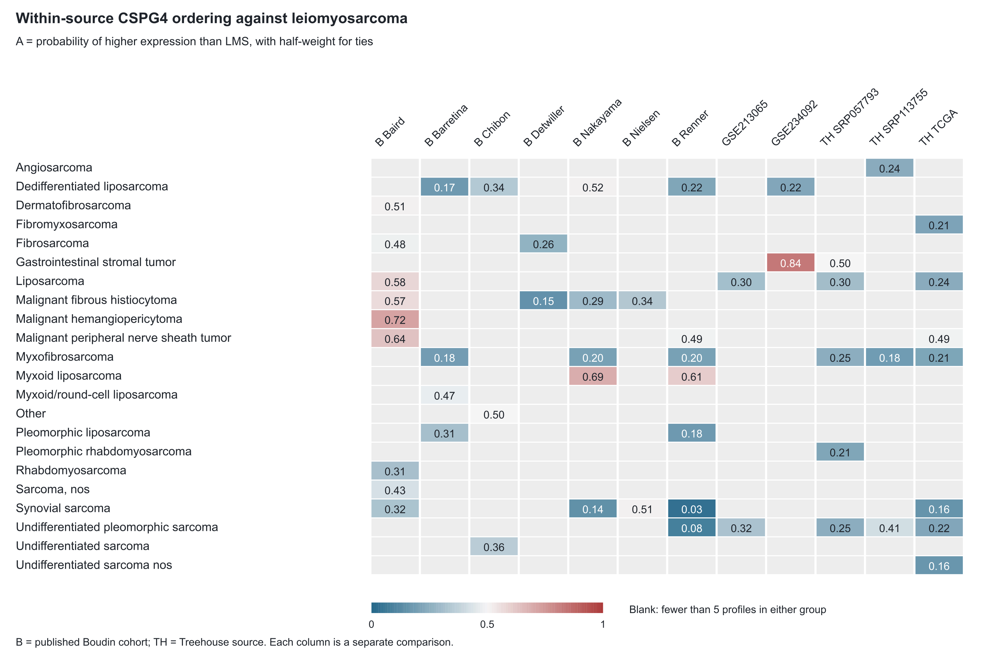 Within-source CSPG4 ordering against leiomyosarcoma
A = probability of higher expression than LMS, with half-weight for ties
B Baird
B Barretina
B Chibon
B Detwiller
B Nakayama
B Nielsen
B Renner
GSE213065
GSE234092
TH SRP057793
TH SRP113755
TH TCGA
Angiosarcoma 0.24
Dedifferentiated liposarcoma 0.17 0.34 0.52 0.22 0.22
Dermatofibrosarcoma 0.51
Fibromyxosarcoma 0.21
Fibrosarcoma 0.48 0.26
Gastrointestinal stromal tumor 0.84 0.50
Liposarcoma 0.58 0.30 0.30 0.24
Malignant fibrous histiocytoma 0.57 0.15 0.29 0.34
Malignant hemangiopericytoma 0.72
Malignant peripheral nerve sheath tumor 0.64 0.49 0.49
Myxofibrosarcoma 0.18 0.20 0.20 0.25 0.18 0.21
Myxoid liposarcoma 0.69 0.61
Myxoid/round-cell liposarcoma 0.47
Other 0.50
Pleomorphic liposarcoma 0.31 0.18
Pleomorphic rhabdomyosarcoma 0.21
Rhabdomyosarcoma 0.31
Sarcoma, nos 0.43
Synovial sarcoma 0.32 0.14 0.51 0.03 0.16
Undifferentiated pleomorphic sarcoma 0.08 0.32 0.25 0.41 0.22
Undifferentiated sarcoma 0.36
Undifferentiated sarcoma nos 0.16
Blank: fewer than 5 profiles in either group
0 0.5 1
B = published Boudin cohort; TH = Treehouse source. Each column is a separate comparison.